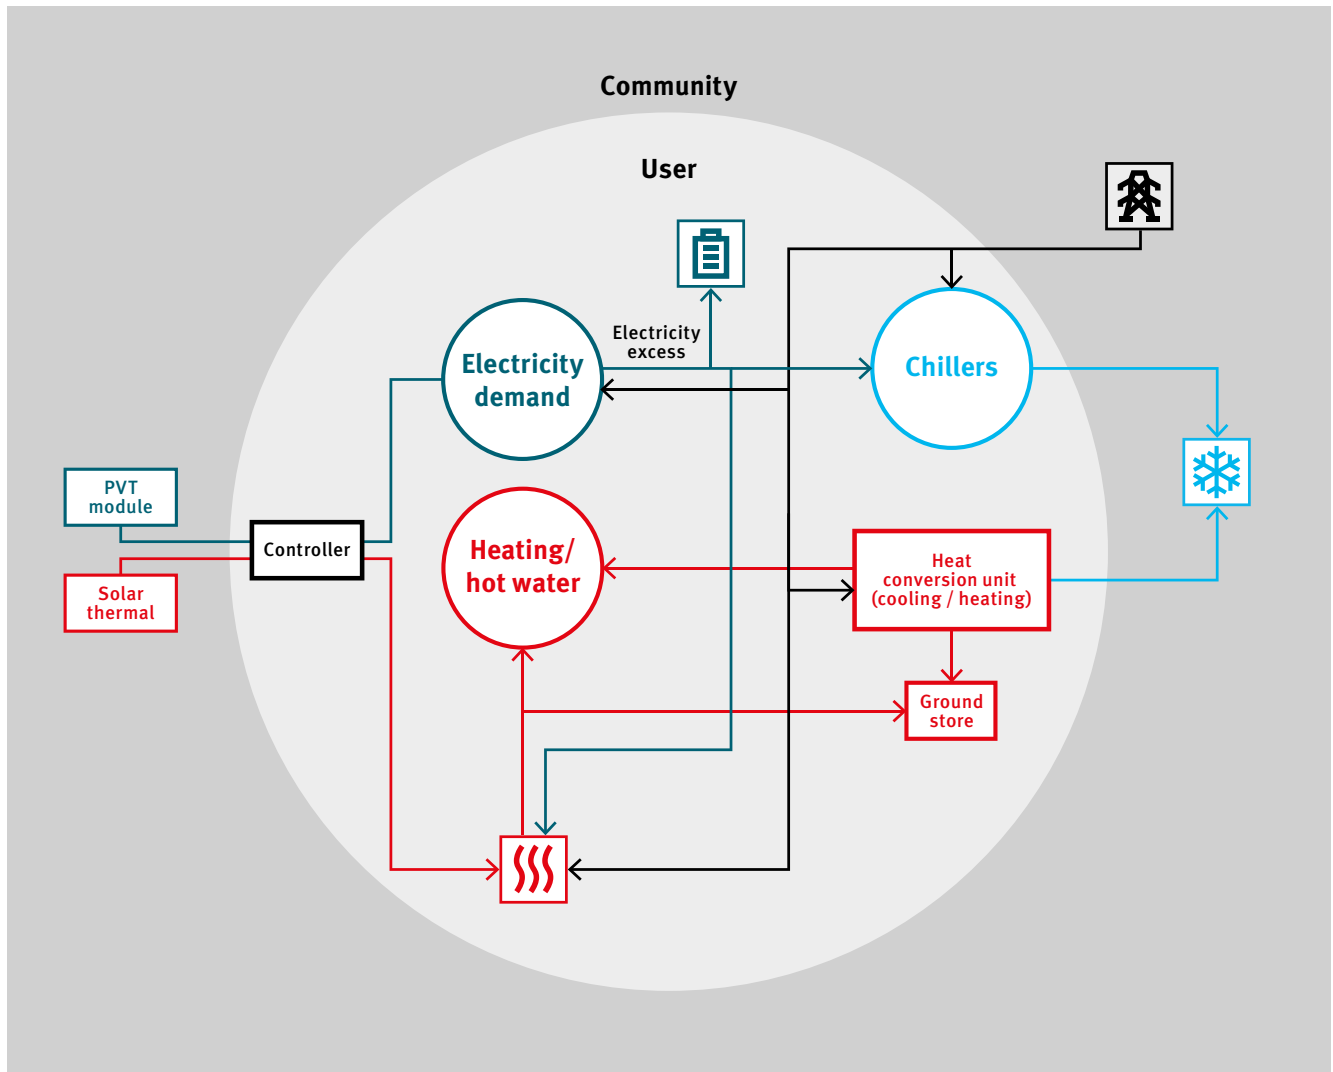 Community
User
Electricity
excess
Electricity
demand
Chillers
PVT
module
Controller
Solar
thermal
Heating/
hot water
Heat
conversion unit
(cooling / heating)
Ground
store